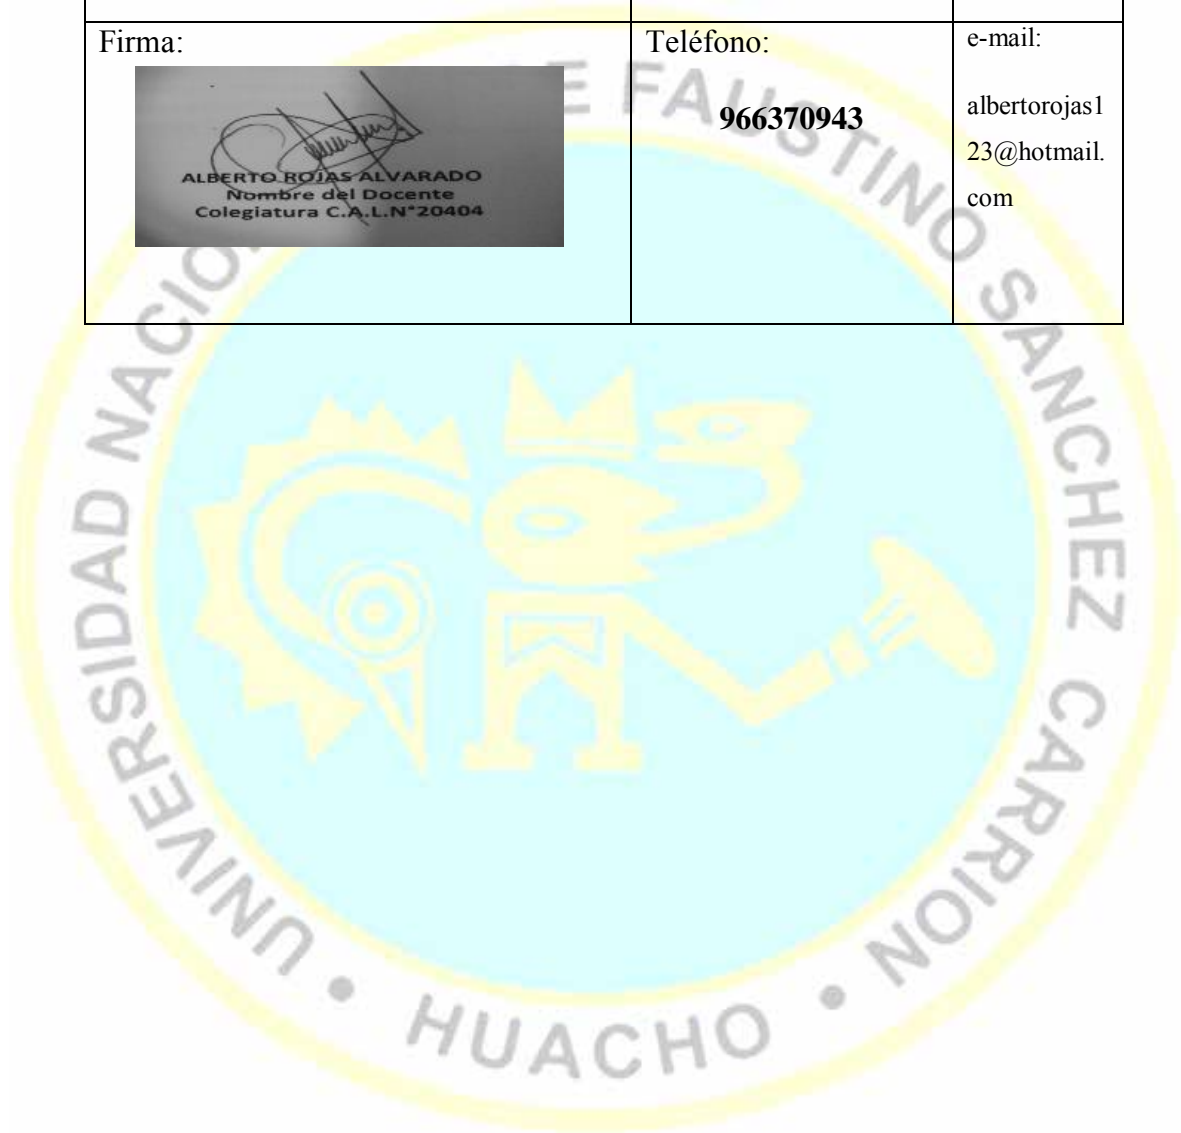 Firma:
ALBERTO ROJAS ALVARADO
Nombre del Docente
Colegiatura C.A.L.N°20404
Teléfono:
966370943
e-mail:
albertorojas1
23@hotmail.
com
UNIVERSIDAD NACIO E FAUSTINO SANCHEZ CARRION
• HUACHO •